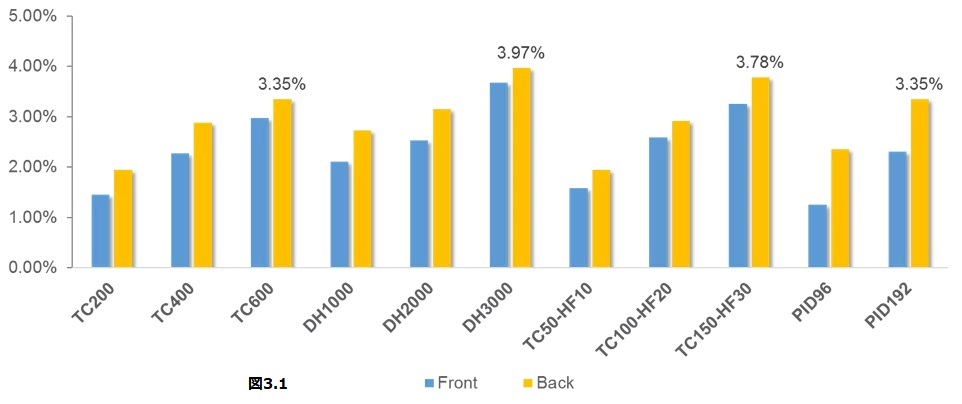 5.00%
4.00%
3.00%
2.00%
1.00%
0.00%
3.35%
3.97%
3.78%
3.35%
TC200
TC400
TC600
DH1000
DH2000
DH3000
TC50-HF10
TC100-HF20
TC150-HF30
PID96
PID192
図3.1
Front
Back